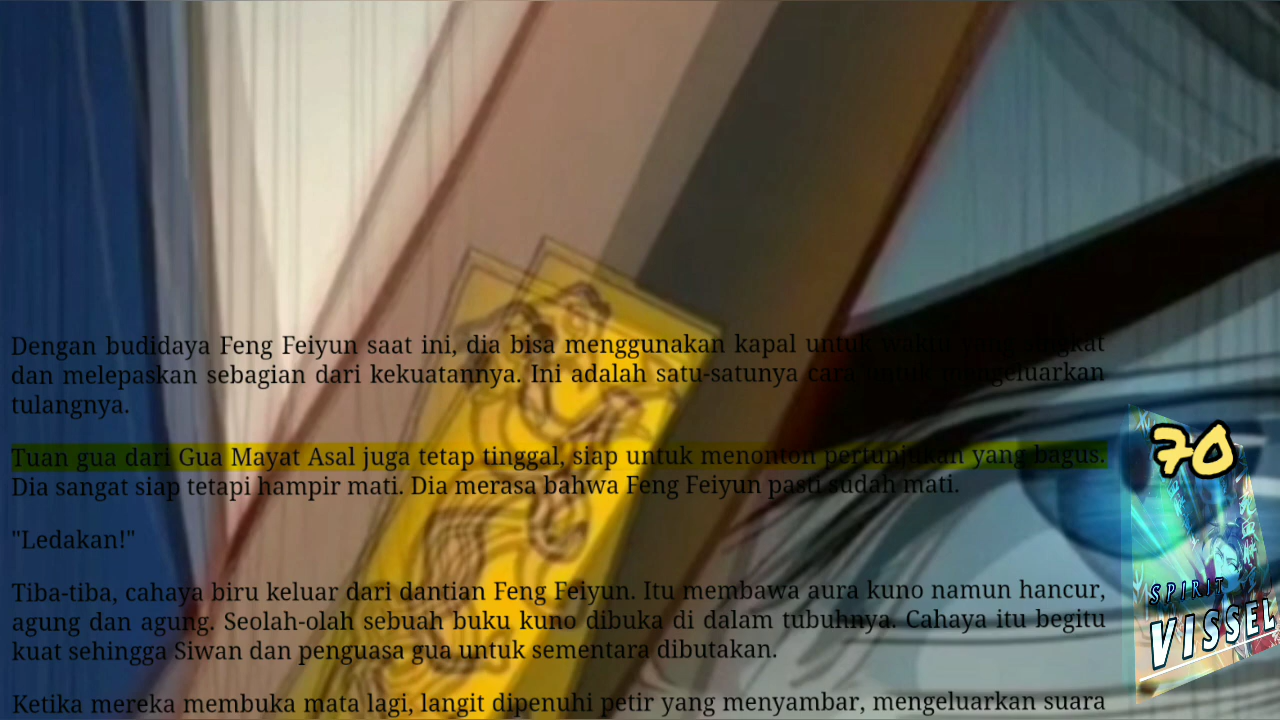 Dengan budidaya Feng Feiyun saat ini, dia bisa menggunakan kapal untuk waktu yang singkat
dan melepaskan sebagian dari kekuatannya. Ini adalah satu-satunya cara untuk mengeluarkan
tulangnya.
Tuan gua dari Gua Mayat Asal juga tetap tinggal, siap untuk menonton pertunjukan yang bagus.
Dia sangat siap tetapi hampir mati. Dia merasa bahwa Feng Feiyun pasti sudah mati.
"Ledakan!"
Tiba-tiba, cahaya biru keluar dari dantian Feng Feiyun. Itu membawa aura kuno namun hancur,
agung dan agung. Seolah-olah sebuah buku kuno dibuka di dalam tubuhnya. Cahaya itu begitu
kuat sehingga Siwan dan penguasa gua untuk sementara dibutakan.
Ketika mereka membuka mata lagi, langit dipenuhi petir yang menyambar, mengeluarkan suara
70
SPIRIT
VISSEL